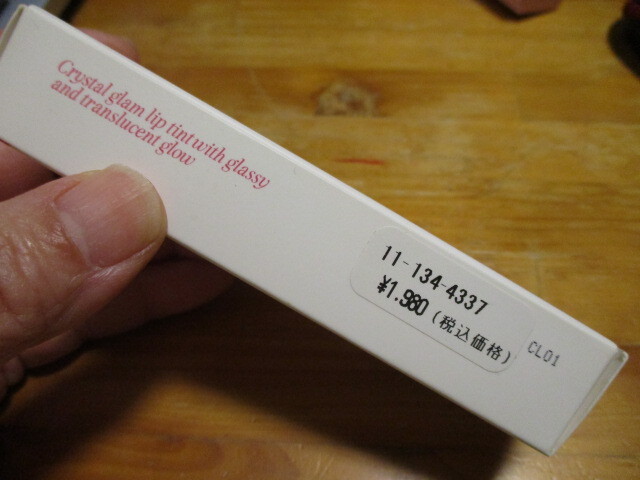 Crystal glam lip tint with glassy
and translucent glow
11-134-4337
¥1.980 (税込価格)
CL01